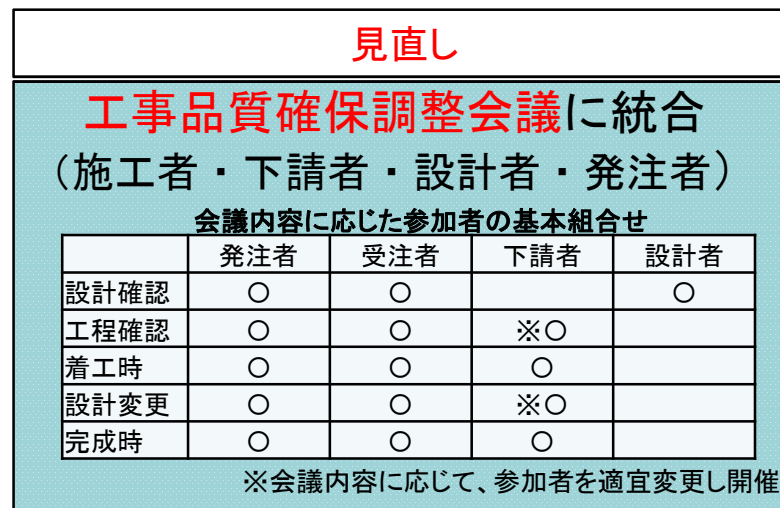 見直し
工事品質確保調整会議に統合
（施工者・下請者・設計者・発注者）
会議内容に応じた参加者の基本組合せ
発注者 受注者 下請者 設計者
設計確認 〇 〇 〇
工程確認 〇 〇 ※〇
着工時 〇 〇 〇
設計変更 〇 〇 ※〇
完成時 〇 〇 〇
※会議内容に応じて、参加者を適宜変更し開催